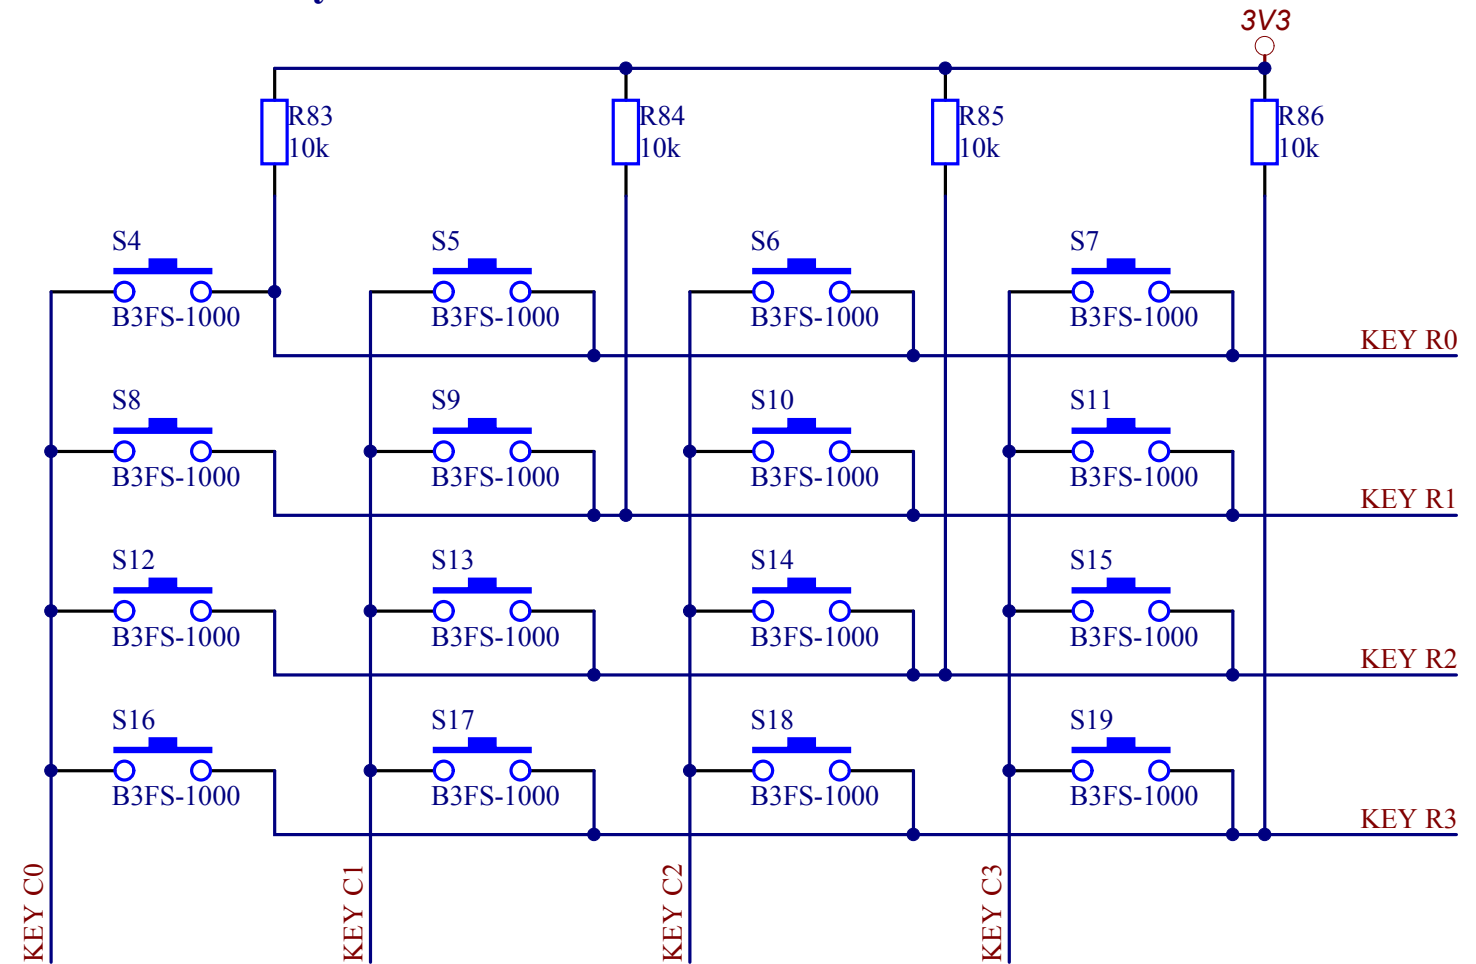 3V3
R83
10k
R84
10k
R85
10k
R86
10k
S4
B3FS-1000
S5
B3FS-1000
S6
B3FS-1000
S7
B3FS-1000
KEY R0
S8
B3FS-1000
S9
B3FS-1000
S10
B3FS-1000
S11
B3FS-1000
KEY R1
S12
B3FS-1000
S13
B3FS-1000
S14
B3FS-1000
S15
B3FS-1000
KEY R2
S16
B3FS-1000
S17
B3FS-1000
S18
B3FS-1000
S19
B3FS-1000
KEY R3
KEY C0
KEY C1
KEY C2
KEY C3